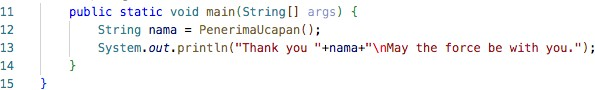 11 public static void main(String[] args) {
12 String nama = PenerimaUcapan();
13 System.out.println("Thank you "+nama+"\nMay the force be with you.");
14 }
15 }